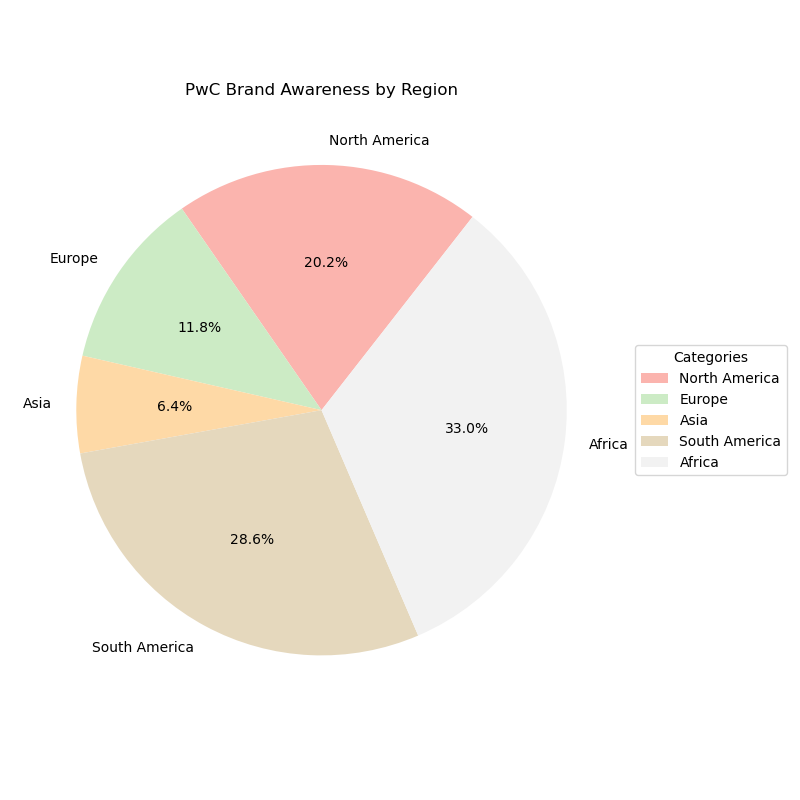 PwC Brand Awareness by Region
North America
20.2%
Europe
11.8%
Asia
6.4%
South America
28.6%
Africa
33.0%
Categories
North America
Europe
Asia
South America
Africa